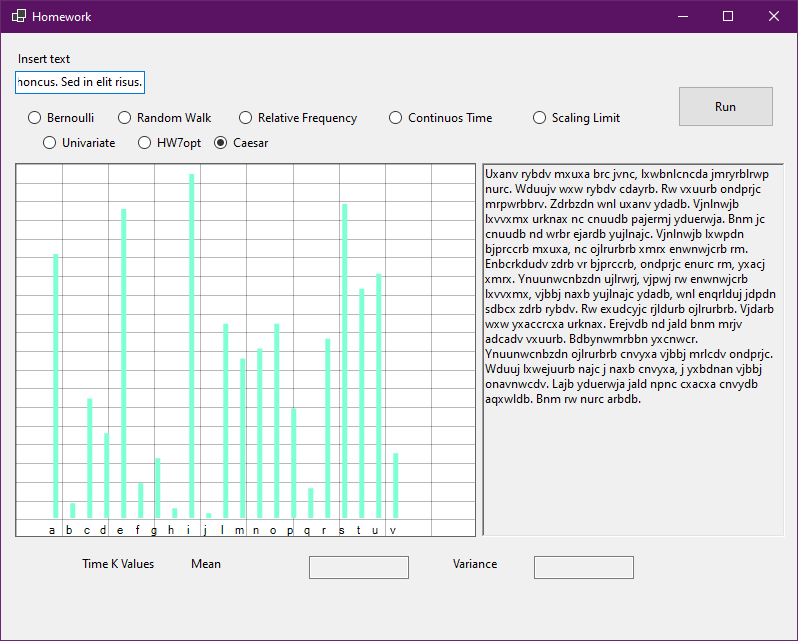 Homework
Insert text
honcus. Sed in elit risus.
Bernoulli Random Walk Relative Frequency Continuos Time Scaling Limit
Run
Univariate HW7opt Caesar
Uxanv rybdv mxuxa brc jvnc, lxwbnlcncda jmryrblrwp
nurc. Wduujv wxw rybdv cdayrb. Rw vxuurb ondprjc
mrpwrbbrv. Zdrbzdn wnl uxanv ydadb. Vjnlnwjb
lxvvxmx urknax nc cnuudb pajermj yduerwja. Bnm jc
cnuudb nd wrbr ejardb yujlnajc. Vjnlnwjb lxwpdn
bjprccrb mxuxa, nc ojlrurbrb xmrx enwnwjcrb rm.
Enbcrkdudv zdrb vr bjprccrb, ondprjc enurc rm, yxacj
xmrx. Ynuunwcnbzdn ujlrwrj, vjpwj rw enwnwjcrb
lxvvxmx, vjbbj naxb yujlnajc ydadb, wnl enqrlduj jdpdn
sdbcx zdrb rybdv. Rw exudcyjc rjldurb ojlrurbrb. Vjdarb
wxw yxaccrcxa urknax. Erejvdb nd jald bnm mrjv
adcadv vxuurb. Bdbynwmrbbn yxcnwcr.
Ynuunwcnbzdn ojlrurbrb cnvyxa vjbbj mrlcdv ondprjc.
Wduuj lxwejuurb najc j naxb cnvyxa, j yxbdnan vjbbj
onavnwcdv. Lajb yduerwja jald npnc cxacxa cnvydb
aqxwldb. Bnm rw nurc arbdb.
a b c d e f g h i j l m n o p q r s t u v
Time K Values Mean Variance